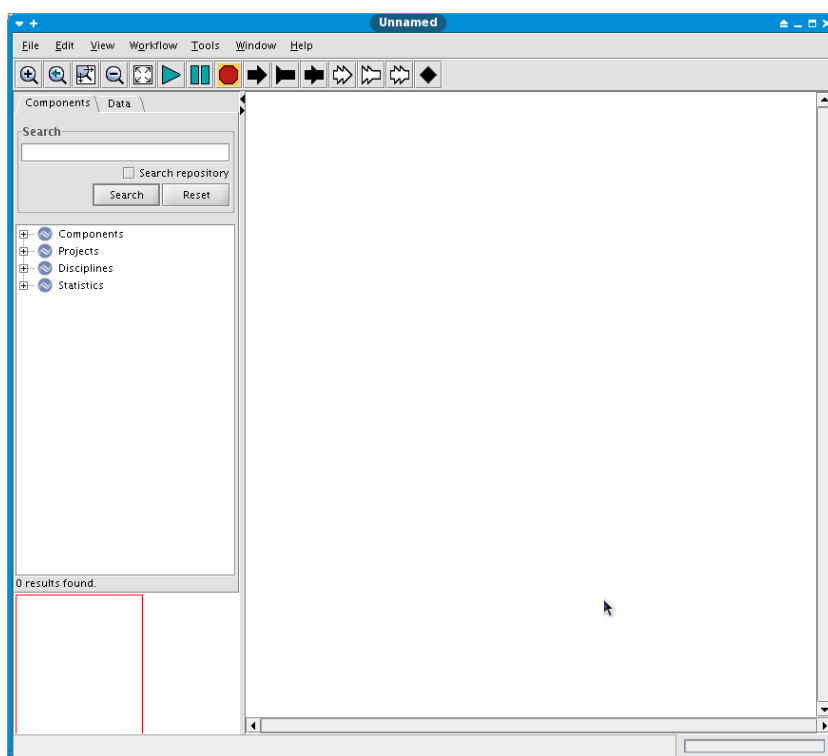 Unnamed
File Edit View Workflow Tools Window Help
Components Data
Search
Search repository
Search Reset
Components
Projects
Disciplines
Statistics
0 results found.